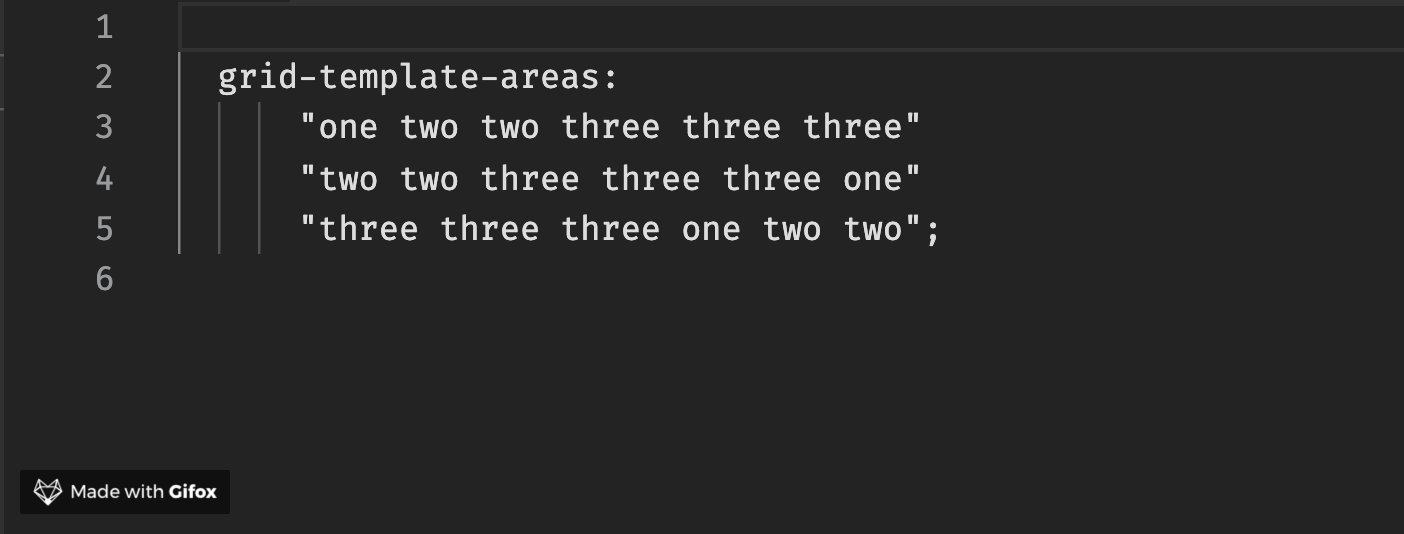 1
2 grid-template-areas:
3 "one two two three three three"
4 "two two three three three one"
5 "three three three one two two";
6
Made with Gifox